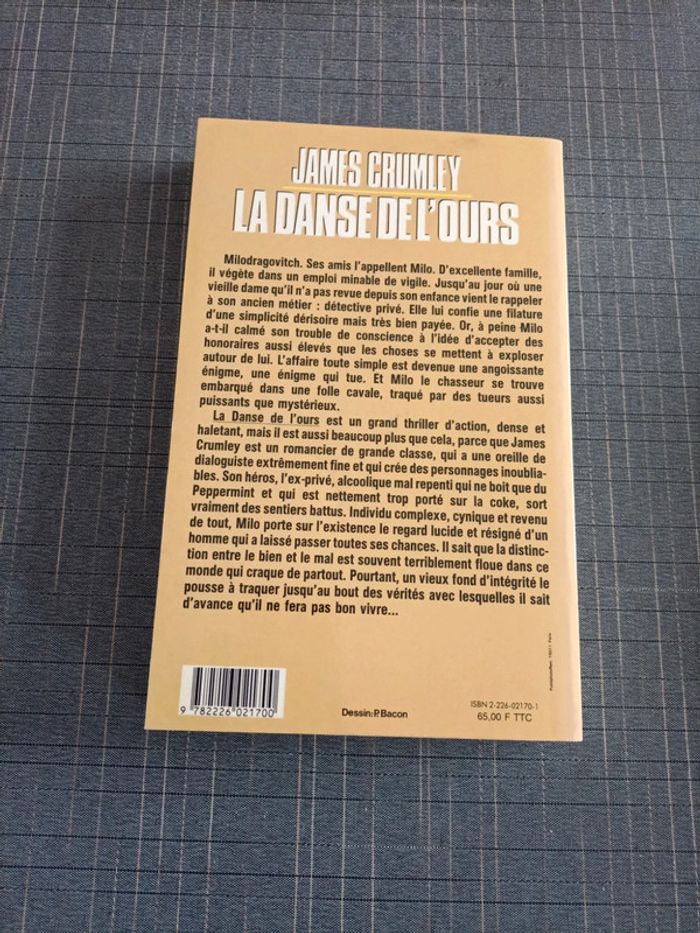 JAMES CRUMLEY
LA DANSE DE L'OURS
Milodragovitch. Ses amis l'appellent Milo. D'excellente famille,
il végète dans un emploi minable de vigile. Jusqu'au jour où une
vieille dame qu'il n'a pas revue depuis son enfance vient le rappeler
à son ancien métier : détective privé. Elle lui confie une filature
d'une simplicité dérisoire mais très bien payée. Or, à peine Milo
a-t-il calmé son trouble de conscience à l'idée d'accepter des
honoraires aussi élevés que les choses se mettent à exploser
autour de lui. L'affaire toute simple est devenue une angoissante
énigme, une énigme qui tue. Et Milo le chasseur se trouve
embarqué dans une folle cavale, traqué par des tueurs aussi
puissants que mystérieux.
La Danse de l'ours est un grand thriller d'action, dense et
haletant, mais il est aussi beaucoup plus que cela, parce que James
Crumley est un romancier de grande classe, qui a une oreille de
dialoguiste extrêmement fine et qui crée des personnages inoublia-
bles. Son héros, l'ex-privé, alcoolique mal repenti qui ne boit que du
Peppermint et qui est nettement trop porté sur la coke, sort
vraiment des sentiers battus. Individu complexe, cynique et revenu
de tout, Milo porte sur l'existence le regard lucide et résigné d'un
homme qui a laissé passer toutes ses chances. Il sait que la distinc-
tion entre le bien et le mal est souvent terriblement floue dans ce
monde qui craque de partout. Pourtant, un vieux fond d'intégrité le
pousse à traquer jusqu'au bout des vérités avec lesquelles il sait
d'avance qu'il ne fera pas bon vivre...
9 782226 021700
Dessin: P. Bacon
ISBN 2-226-02170-1
65,00 F TTC